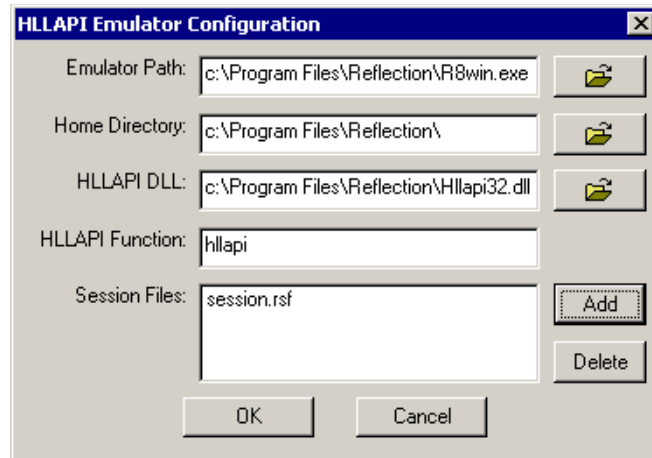 HLLAPI Emulator Configuration
Emulator Path: c:\Program Files\Reflection\R8win.exe
Home Directory: c:\Program Files\Reflection\
HLLAPI DLL: c:\Program Files\Reflection\Hllapi32.dll
HLLAPI Function: hllapi
Session Files: session.rsf
Add
Delete
OK Cancel